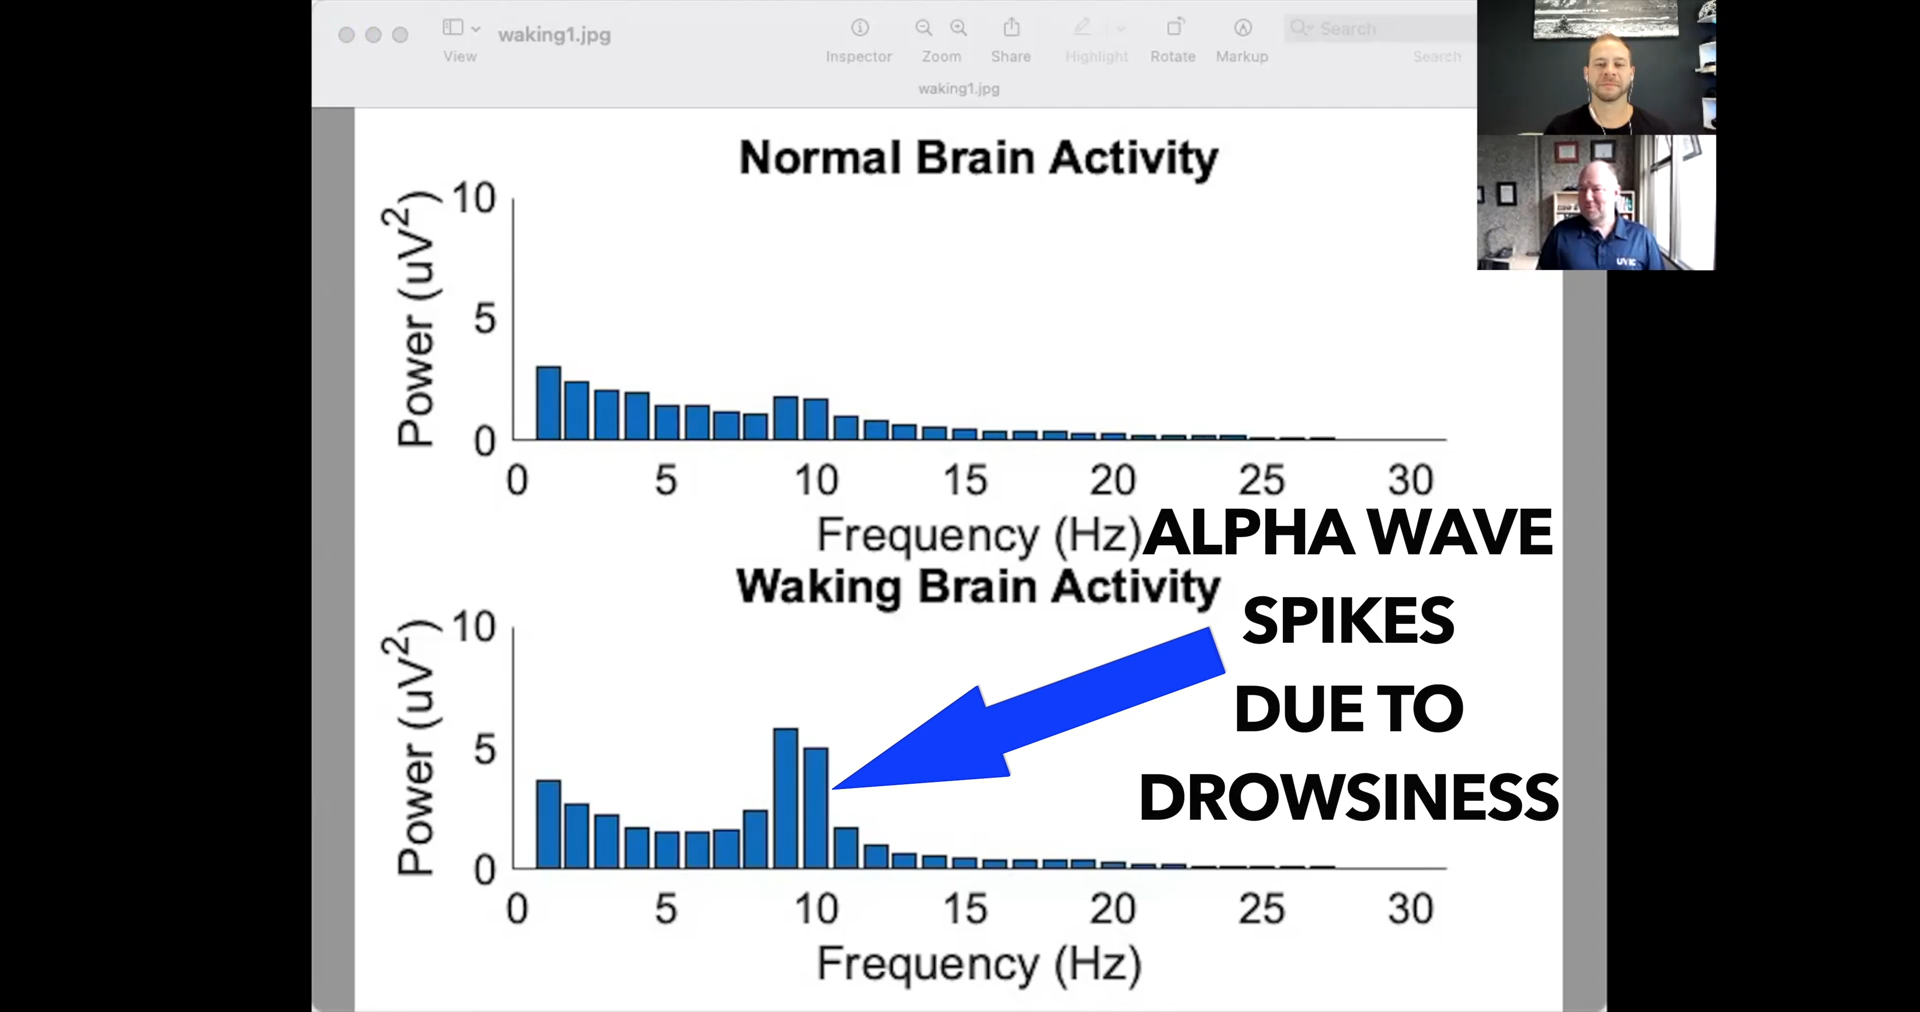 waking1.jpg
View
Inspector
Zoom
Share
Highlight
Rotate
Markup
Search
Search
waking1.jpg
Normal Brain Activity
Power (uV2)
10
5
0
0 5 10 15 20 25 30
Frequency (Hz)
ALPHA WAVE
SPIKES
DUE TO
DROWSINESS
Waking Brain Activity
Power (uV2)
10
5
0
0 5 10 15 20 25 30
Frequency (Hz)
UVIC